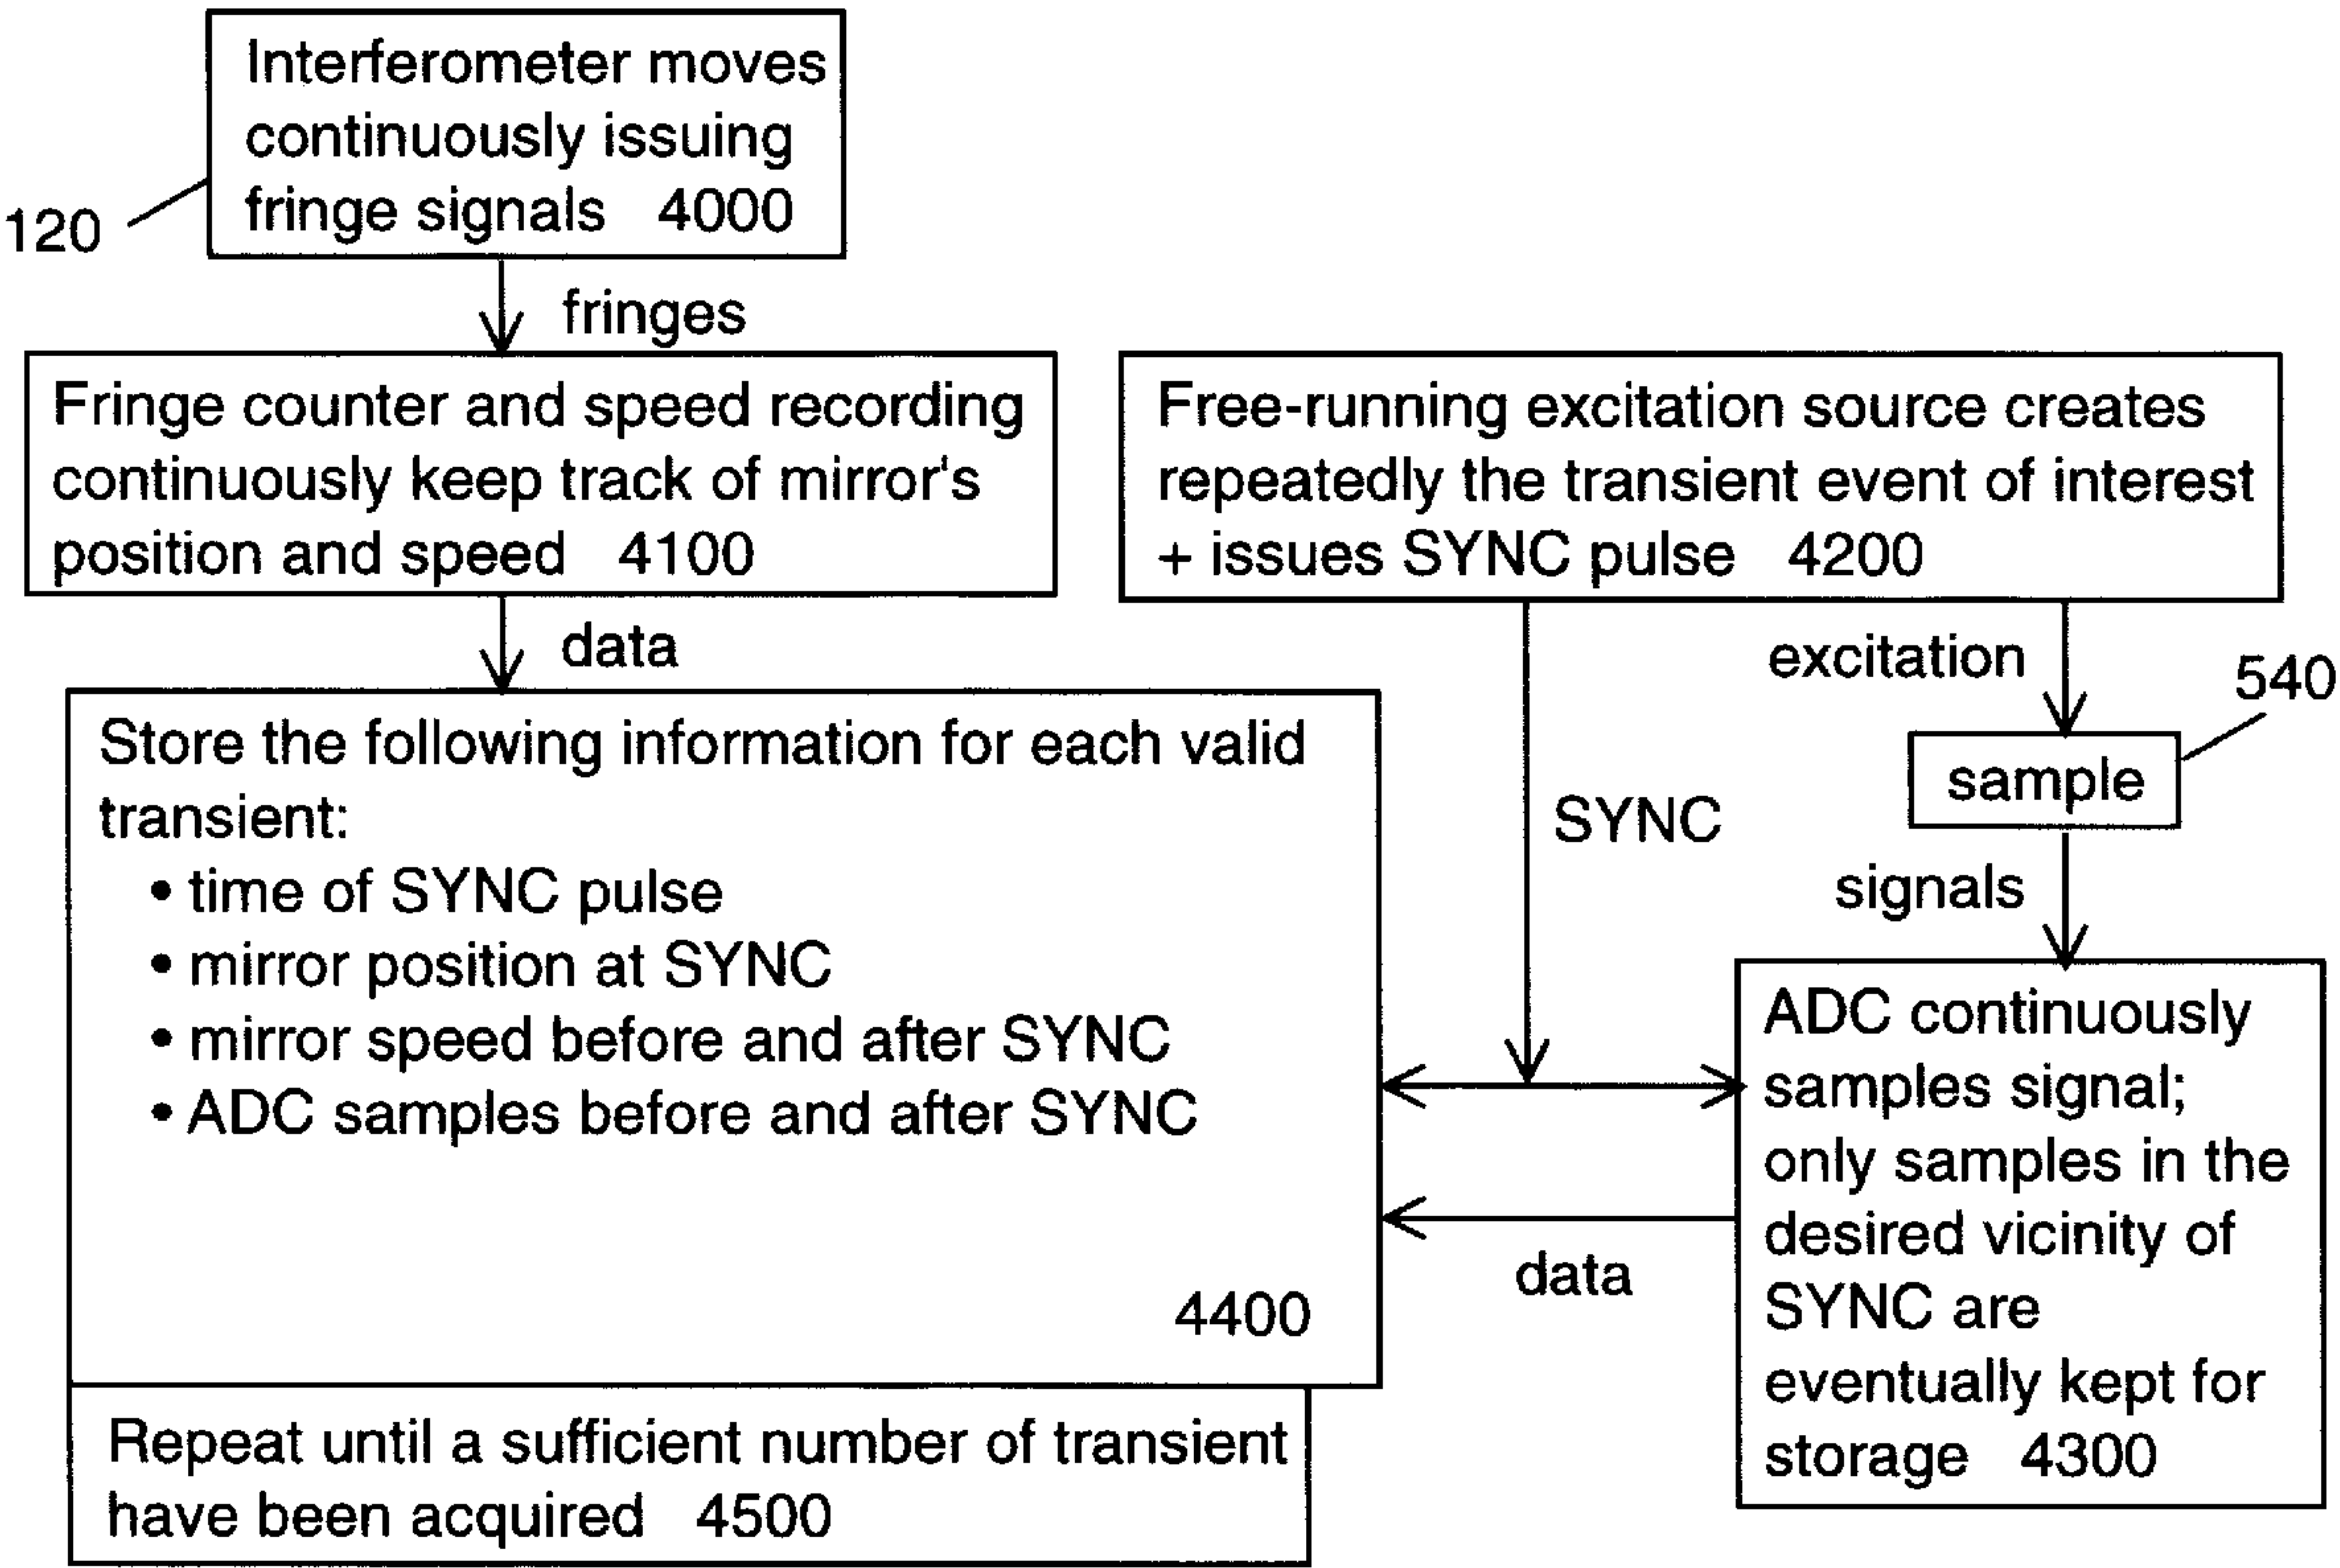 Interferometer moves
continuously issuing
fringe signals 4000
120
fringes
Fringe counter and speed recording
continuously keep track of mirror's
position and speed 4100
Free-running excitation source creates
repeatedly the transient event of interest
+ issues SYNC pulse 4200
data
excitation
540
sample
SYNC
signals
Store the following information for each valid
transient:
• time of SYNC pulse
• mirror position at SYNC
• mirror speed before and after SYNC
• ADC samples before and after SYNC
4400
ADC continuously
samples signal;
only samples in the
desired vicinity of
SYNC are
eventually kept for
storage 4300
data
Repeat until a sufficient number of transient
have been acquired 4500